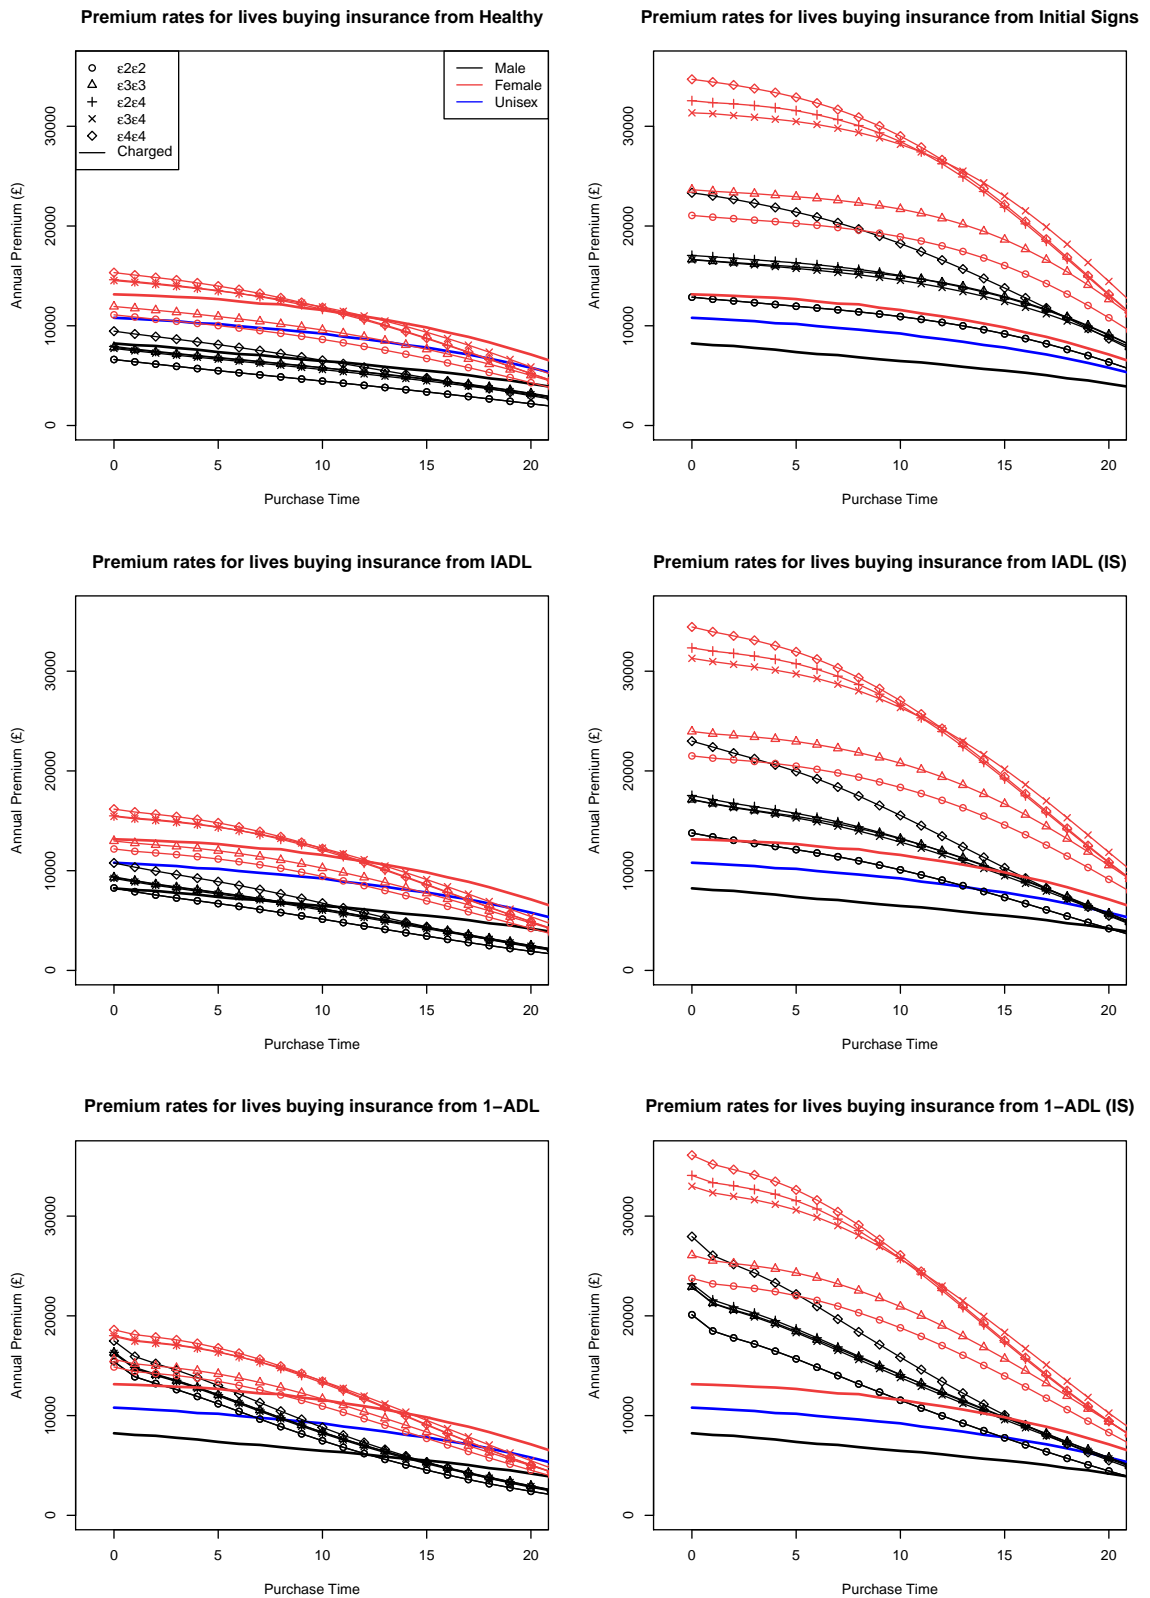 Premium rates for lives buying insurance from Healthy
Annual Premium (£)
30000
20000
10000
0
ε2ε2
ε3ε3
ε2ε4
ε3ε4
ε4ε4
Charged
Male
Female
Unisex
0 5 10 15 20
Purchase Time
Premium rates for lives buying insurance from Initial Signs
Annual Premium (£)
30000
20000
10000
0
0 5 10 15 20
Purchase Time
Premium rates for lives buying insurance from IADL
Annual Premium (£)
30000
20000
10000
0
0 5 10 15 20
Purchase Time
Premium rates for lives buying insurance from IADL (IS)
Annual Premium (£)
30000
20000
10000
0
0 5 10 15 20
Purchase Time
Premium rates for lives buying insurance from 1−ADL
Annual Premium (£)
30000
20000
10000
0
0 5 10 15 20
Purchase Time
Premium rates for lives buying insurance from 1−ADL (IS)
Annual Premium (£)
30000
20000
10000
0
0 5 10 15 20
Purchase Time